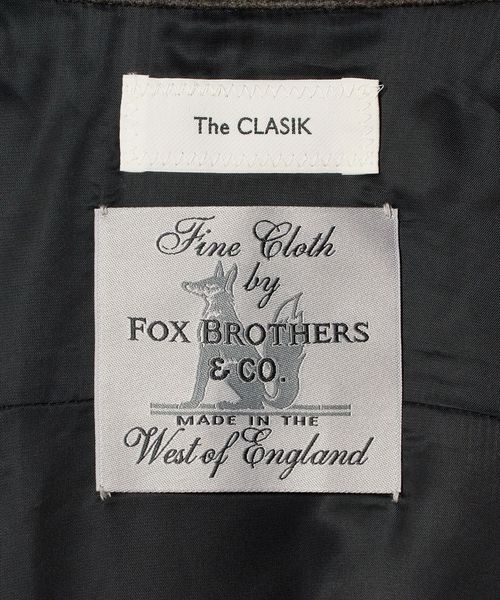 The CLASIK
Fine Cloth
by
FOX BROTHERS
& CO.
MADE IN THE
West of England